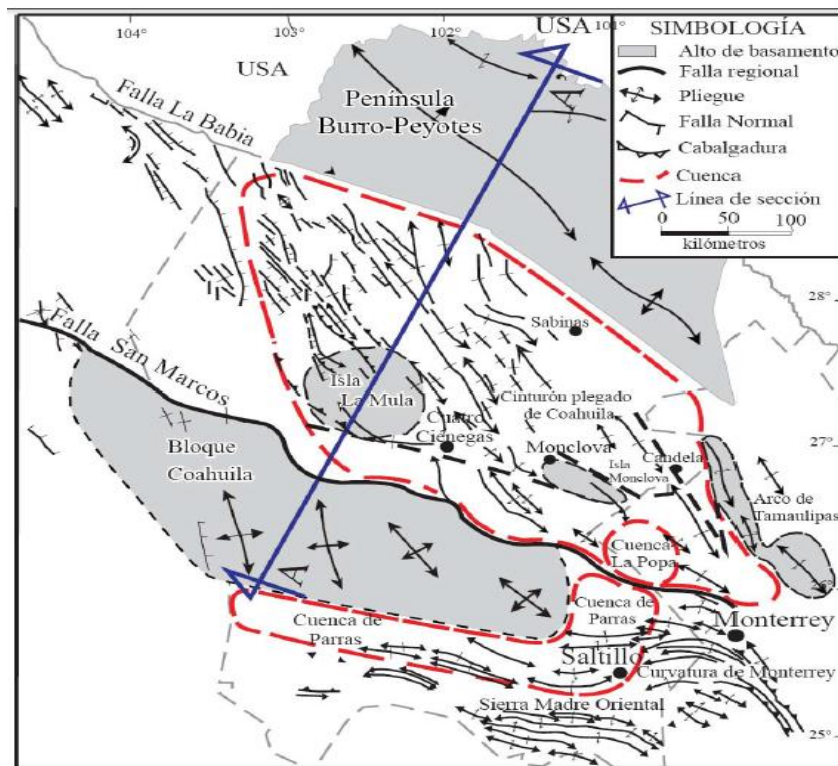 104°
103°
102°
101°
USA
USA
SIMBOLOGÍA
Alto de basamento
Falla regional
Pliegue
Falla Normal
Cabalgadura
Cuenca
Línea de sección
0 50 100
kilómetros
Falla La Babia
Península
Burro-Peyotes
A'
28°
Sabinas
Falla San Marcos
Isla
La Mula
Cuatro
Ciénegas
Cinturón plegado
de Coahuila
27°
Bloque
Coahuila
Monclova
Isla
Monclova
Candela
Arco de
Tamaulipas
Cuenca
La Popa
A
Cuenca de
Parras
Cuenca de
Parras
Monterrey
Saltillo
Curvatura de Monterrey
Sierra Madre Oriental
25°